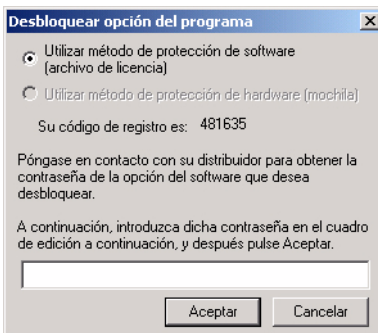 Desbloquear opción del programa
Utilizar método de protección de software
(archivo de licencia)
Utilizar método de protección de hardware (mochila)
Su código de registro es: 481635
Póngase en contacto con su distribuidor para obtener la
contraseña de la opción del software que desea
desbloquear.
A continuación, introduzca dicha contraseña en el cuadro
de edición a continuación, y después pulse Aceptar.
Aceptar
Cancelar